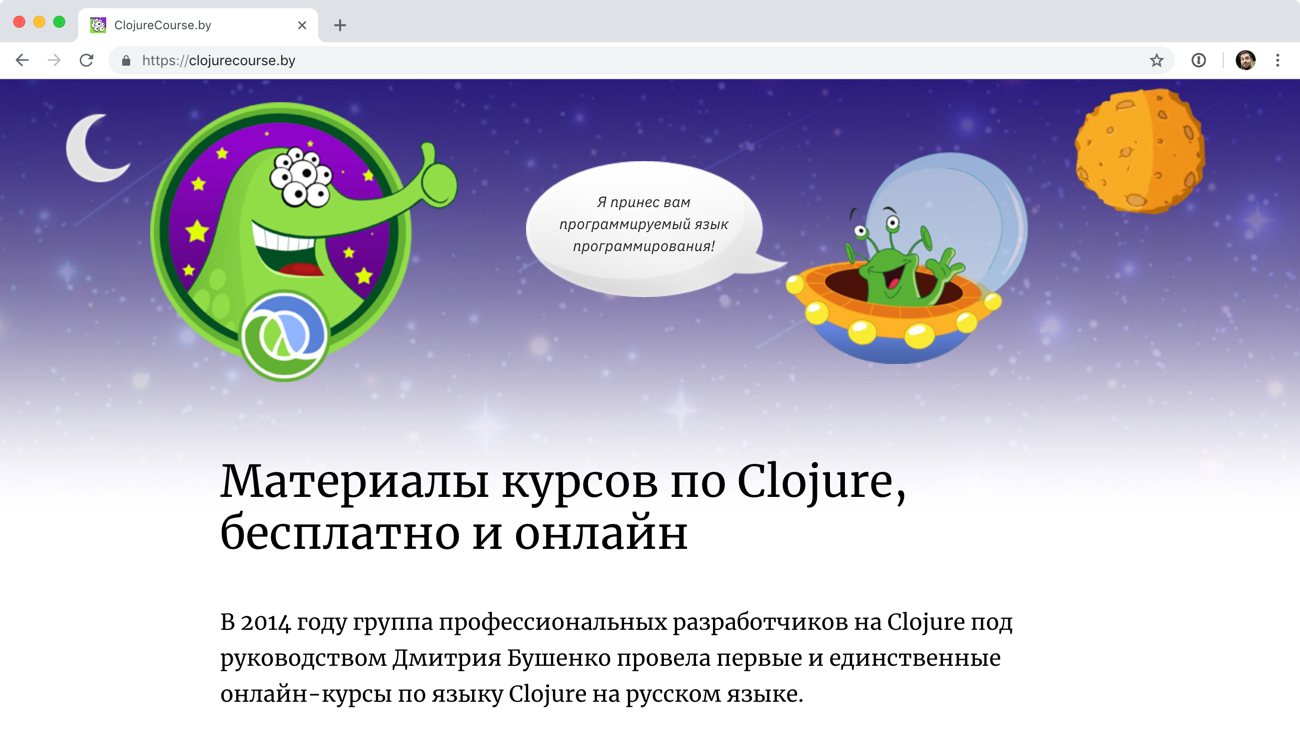 ClojureCourse.by
https://clojurecourse.by
Я принес вам
программируемый язык
программирования!
Материалы курсов по Clojure,
бесплатно и онлайн
В 2014 году группа профессиональных разработчиков на Clojure под
руководством Дмитрия Бушенко провела первые и единственные
онлайн-курсы по языку Clojure на русском языке.